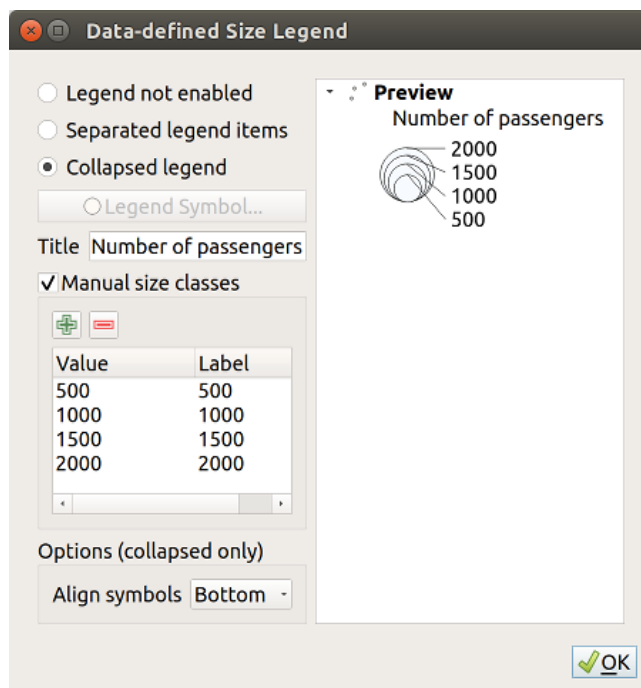 Data-defined Size Legend
Legend not enabled
Separated legend items
Collapsed legend
Legend Symbol...
Title Number of passengers
Manual size classes
Value Label
500 500
1000 1000
1500 1500
2000 2000
Options (collapsed only)
Align symbols Bottom
Preview
Number of passengers
2000
1500
1000
500
OK